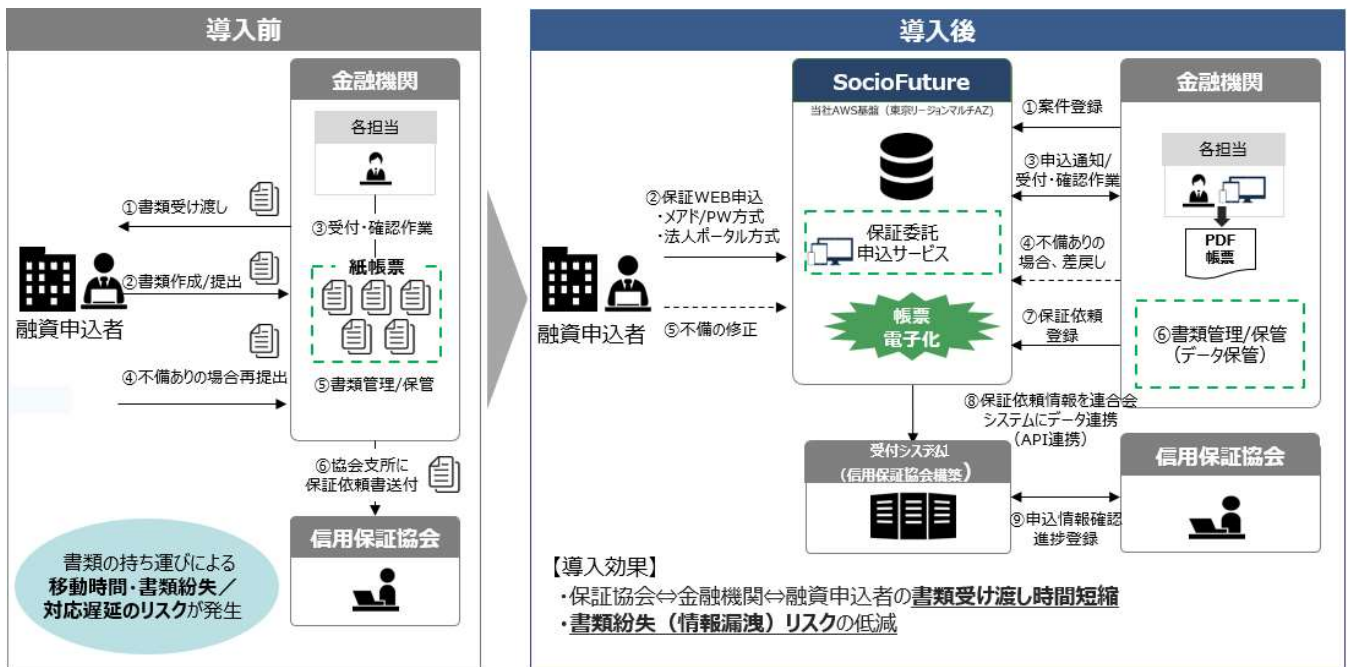 導入前
金融機関
各担当
①書類受け渡し
③受付・確認作業
紙帳票
②書類作成/提出
融資申込者
④不備ありの場合再提出
⑤書類管理/保管
⑥協会支所に
保証依頼書送付
信用保証協会
書類の持ち運びによる
移動時間・書類紛失／
対応遅延のリスクが発生
導入後
SocioFuture
当社AWS基盤（東京リージョンマルチAZ）
金融機関
①案件登録
各担当
③申込通知/
受付・確認作業
②保証WEB申込
・メアド/PW方式
・法人ポータル方式
保証委託
申込サービス
PDF
帳票
④不備ありの
場合、差戻し
融資申込者
⑤不備の修正
帳票
電子化
⑦保証依頼
登録
⑥書類管理/保管
（データ保管）
⑧保証依頼情報を連合会
システムにデータ連携
（API連携）
受付システム1
（信用保証協会構築）
信用保証協会
⑨申込情報確認
進捗登録
【導入効果】
・保証協会⇔金融機関⇔融資申込者の書類受け渡し時間短縮
・書類紛失（情報漏洩）リスクの低減